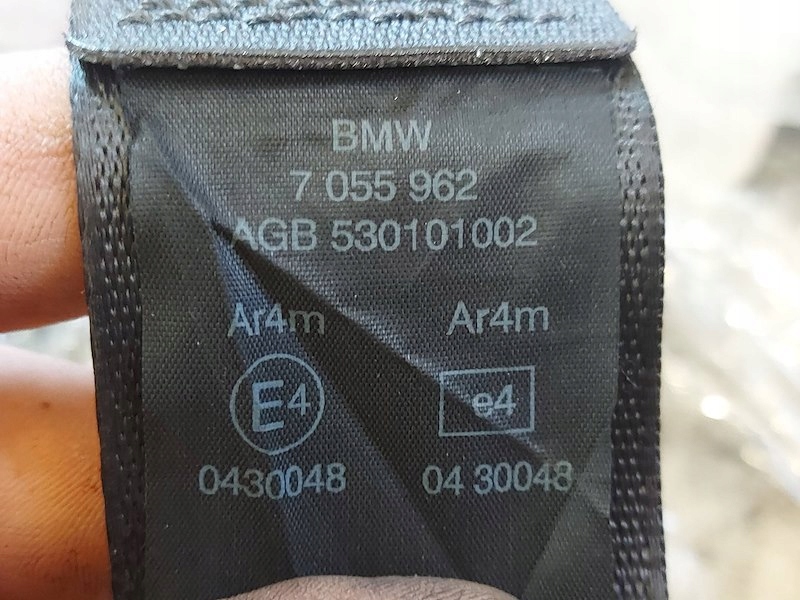 BMW
7 055 962
AGB 530101002
Ar4m Ar4m
E4 e4
0430048 04 30048